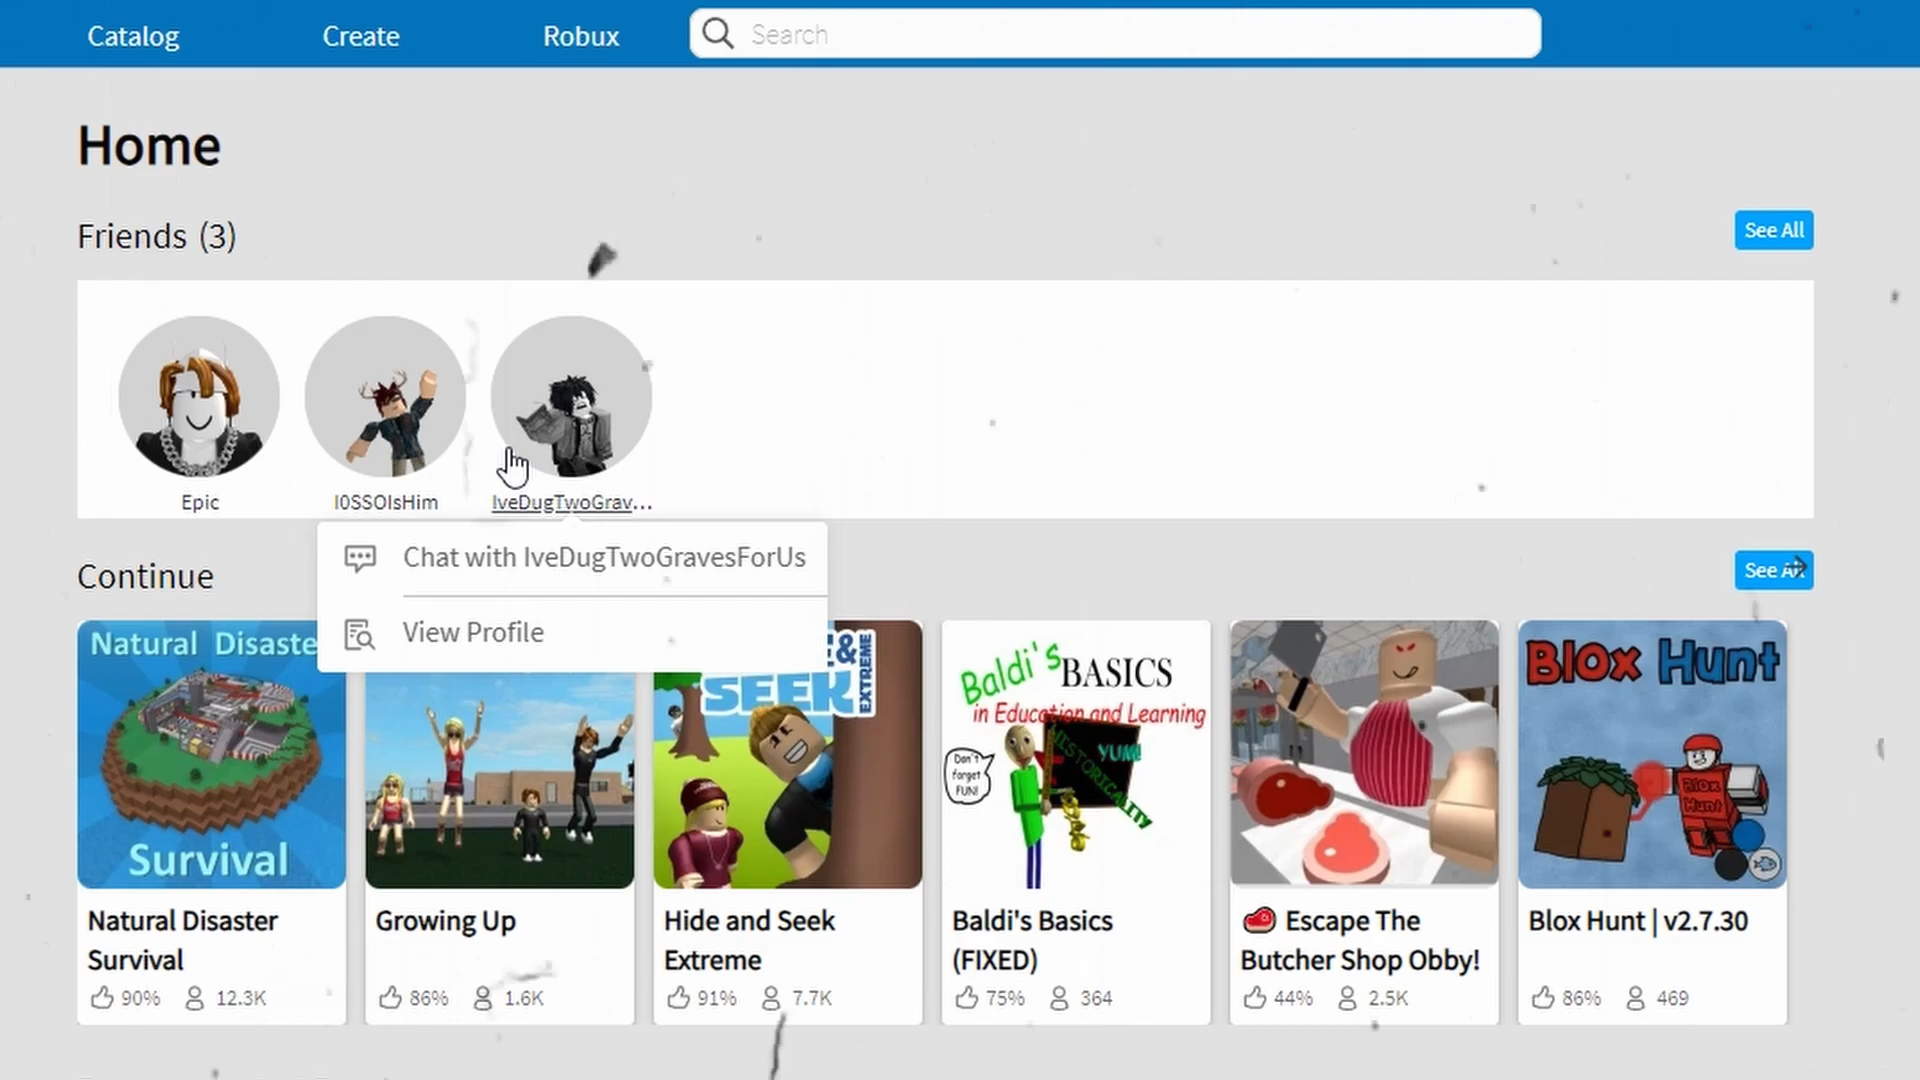 Catalog
Create
Robux
Search
Home
Friends (3)
See All
Epic
I0SSOIsHim
IveDugTwoGrav...
Chat with IveDugTwoGravesForUs
View Profile
Continue
See All
Natural Disaste
Survival
&
SEEK
EXTREME
Baldi's
BASICS
in Education and Learning
Don't
forget
FUN!
YUM!
HISTORICALITY
Blox Hunt
Blox
Hunt
Natural Disaster
Survival
90% 12.3K
Growing Up
86% 1.6K
Hide and Seek
Extreme
91% 7.7K
Baldi's Basics
(FIXED)
75% 364
Escape The
Butcher Shop Obby!
44% 2.5K
Blox Hunt | v2.7.30
86% 469